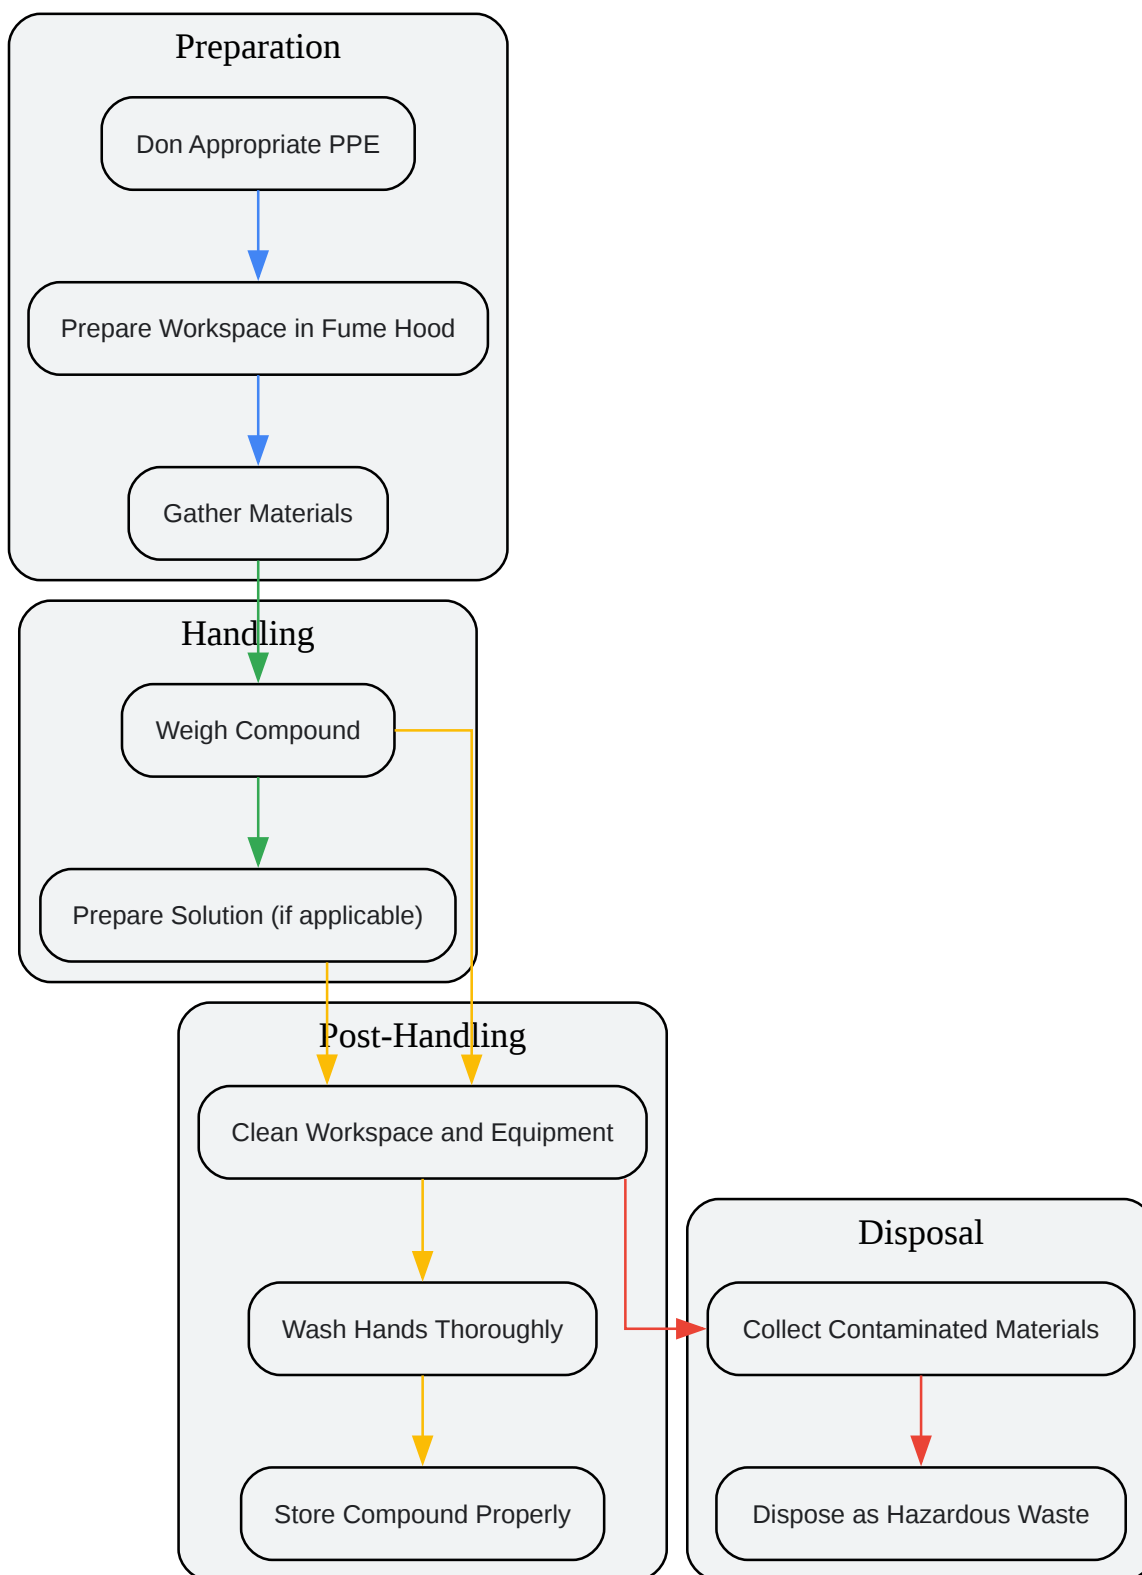 Preparation
Don Appropriate PPE
Prepare Workspace in Fume Hood
Gather Materials
Handling
Weigh Compound
Prepare Solution (if applicable)
Post-Handling
Clean Workspace and Equipment
Wash Hands Thoroughly
Store Compound Properly
Disposal
Collect Contaminated Materials
Dispose as Hazardous Waste